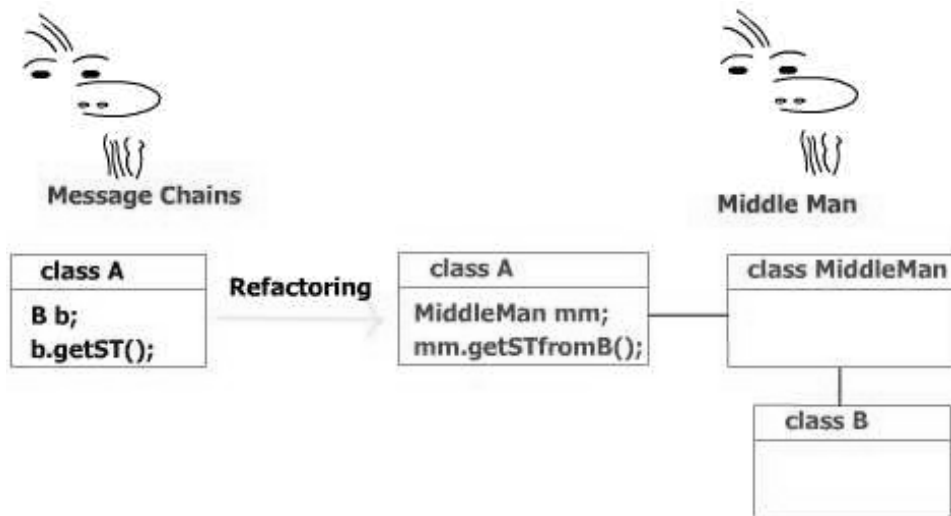 Message Chains
Middle Man
class A
B b;
b.getST();
Refactoring
class A
MiddleMan mm;
mm.getSTfromB();
class MiddleMan
class B